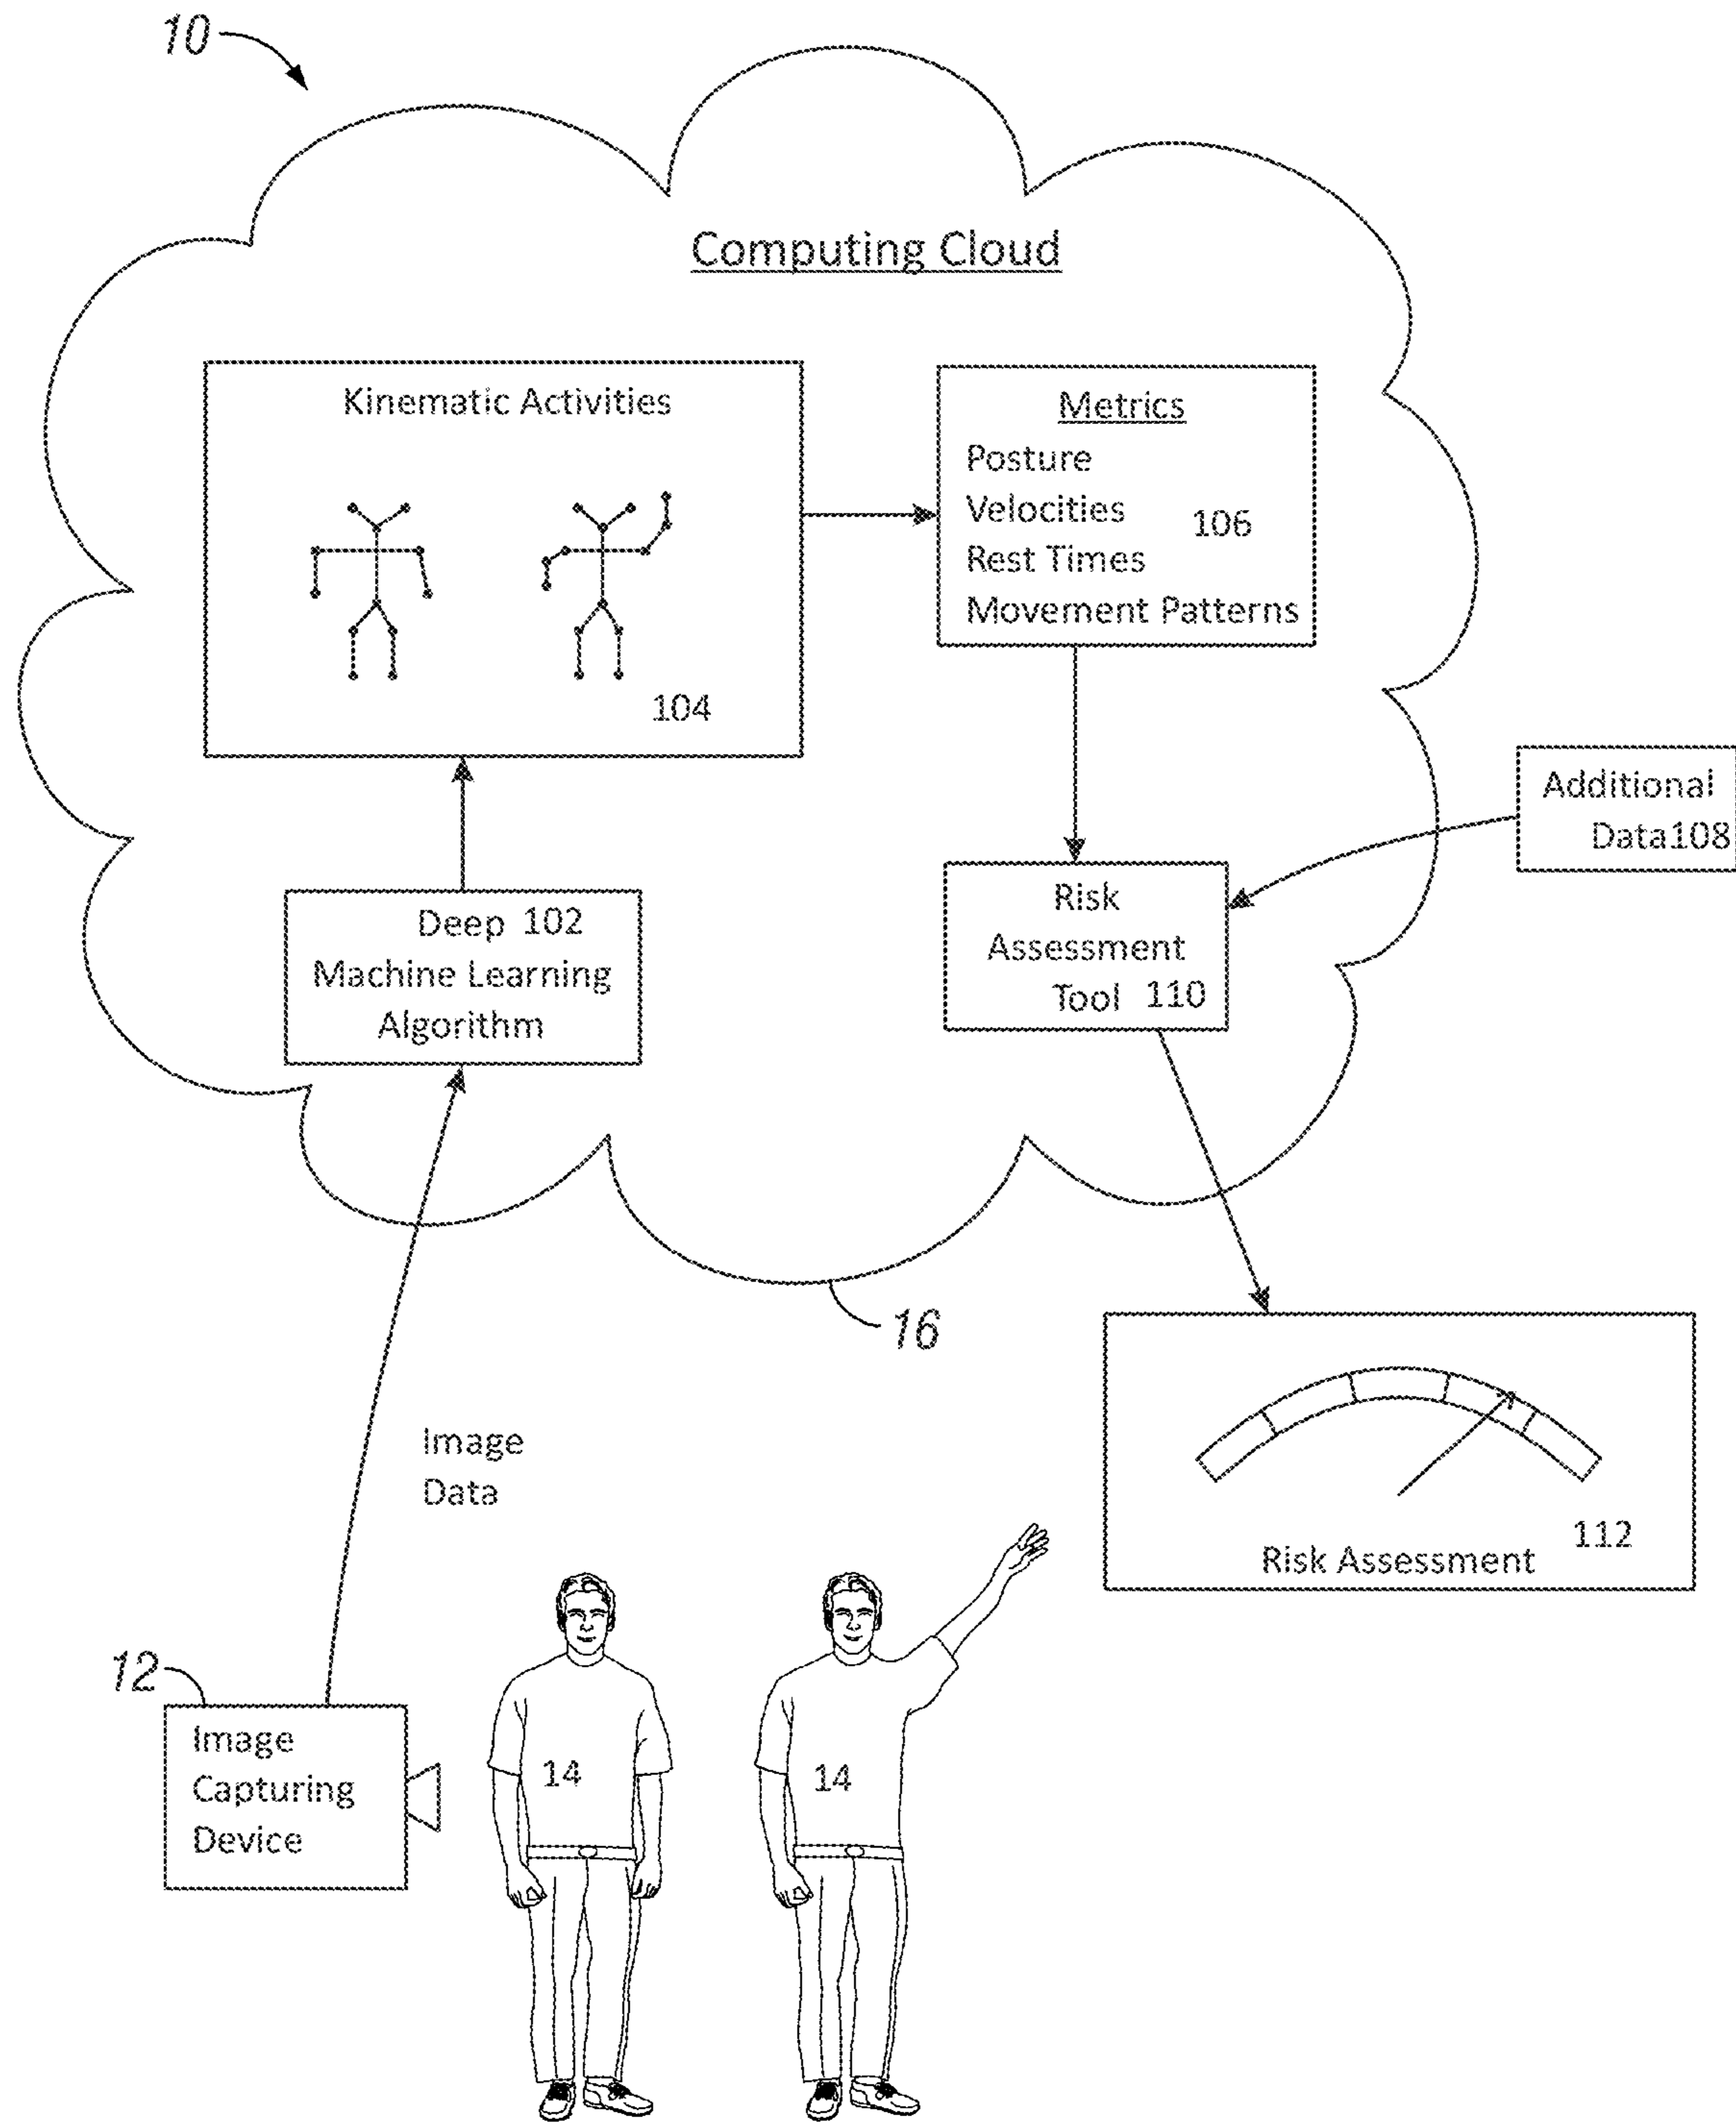 10
Computing Cloud
Kinematic Activities
104
Metrics
Posture
Velocities
106
Rest Times
Movement Patterns
Additional
Data108
Deep 102
Machine Learning
Algorithm
Risk
Assessment
Tool 110
16
Image
Data
112
Risk Assessment
12
Image
Capturing
Device
14
14